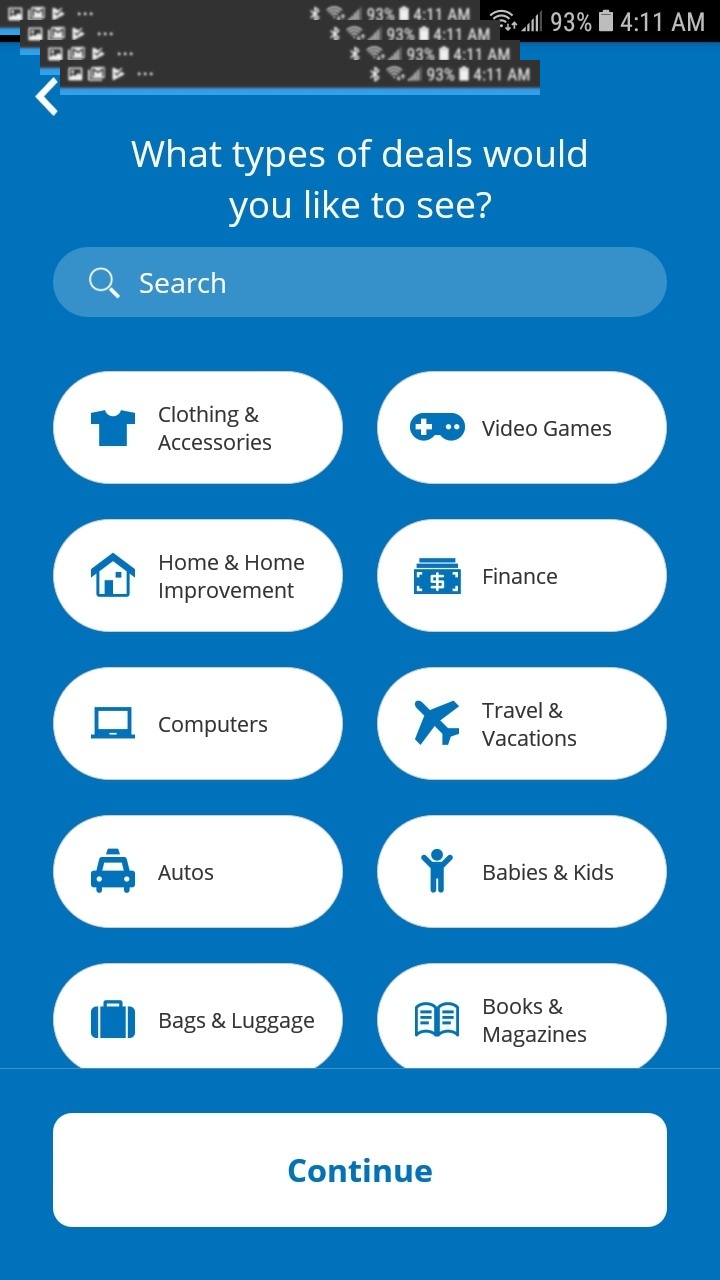 93% 4:11 AM
93% 4:11 AM
93% 4:11 AM
93% 4:11 AM
93% 4:11 AM
What types of deals would
you like to see?
Search
Clothing &
Accessories
Video Games
Home & Home
Improvement
Finance
Computers
Travel &
Vacations
Autos
Babies & Kids
Bags & Luggage
Books &
Magazines
Continue